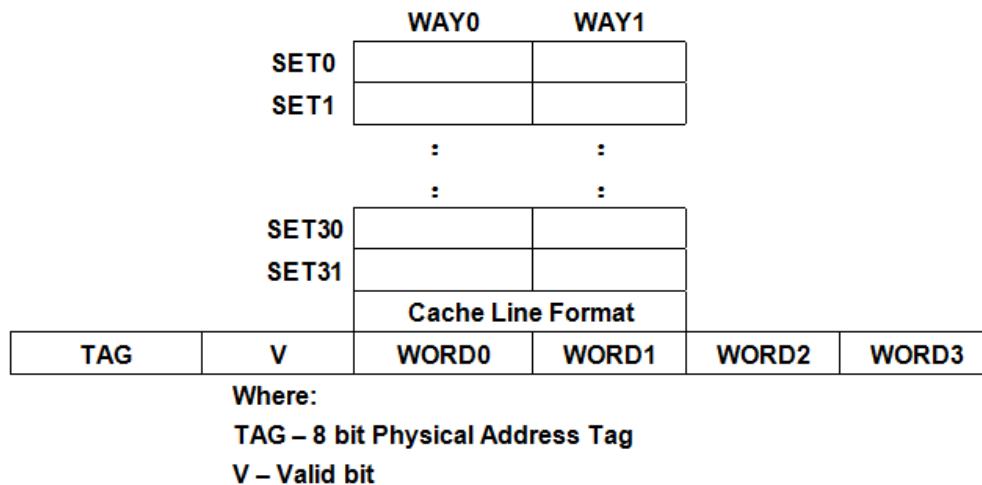 WAY0 WAY1
SET0
SET1
: :
: :
SET30
SET31
Cache Line Format
TAG V WORD0 WORD1 WORD2 WORD3
Where:
TAG – 8 bit Physical Address Tag
V – Valid bit